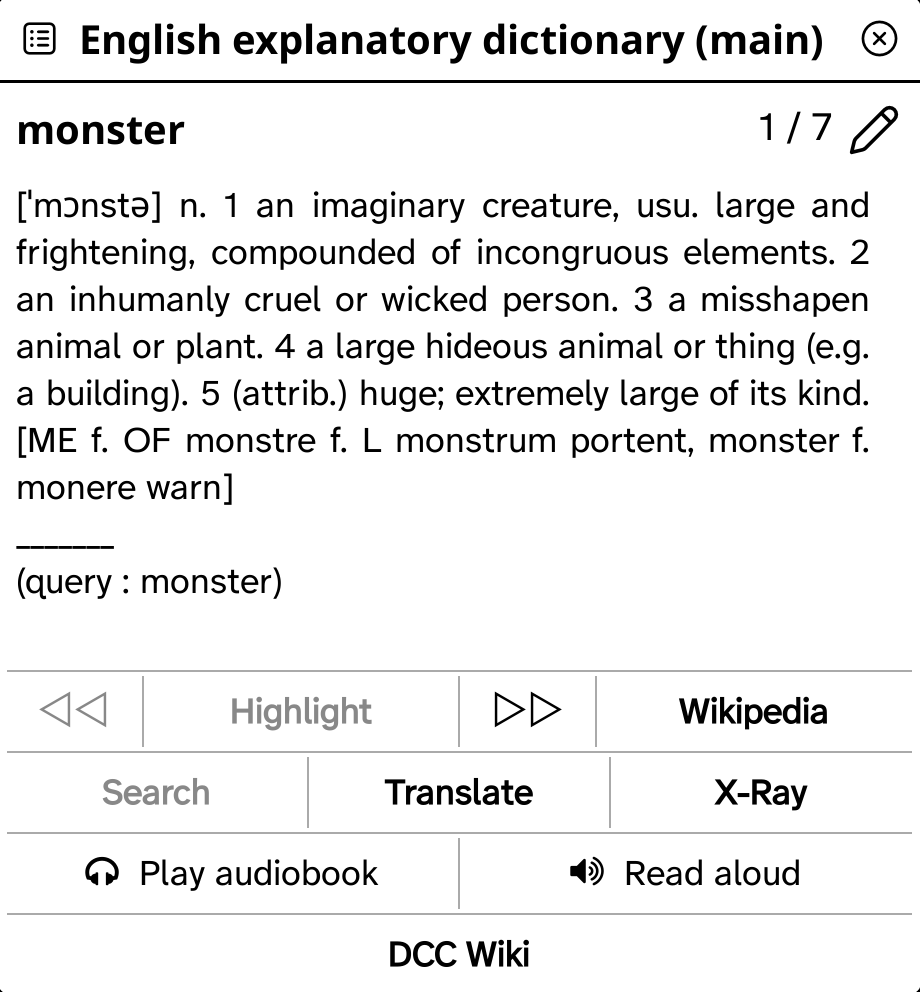 English explanatory dictionary (main)
monster
1 / 7
[ˈmɔnstə] n. 1 an imaginary creature, usu. large and
frightening, compounded of incongruous elements. 2
an inhumanly cruel or wicked person. 3 a misshapen
animal or plant. 4 a large hideous animal or thing (e.g.
a building). 5 (attrib.) huge; extremely large of its kind.
[ME f. OF monstre f. L monstrum portent, monster f.
monere warn]
_______
(query : monster)
Highlight
Wikipedia
Search
Translate
X-Ray
Play audiobook
Read aloud
DCC Wiki